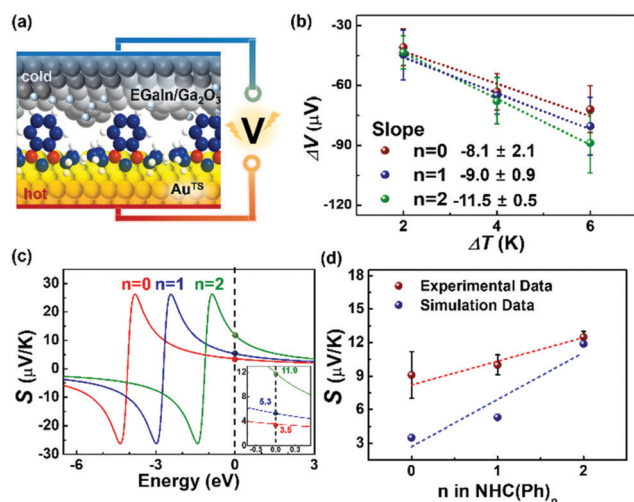 (a)
cold
EGaIn/Ga2O3
V
hot
Au^TS
(b)
ΔV (μV)
-30
-60
-90
-120
Slope
n=0 -8.1 ± 2.1
n=1 -9.0 ± 0.9
n=2 -11.5 ± 0.5
2 4 6
ΔT (K)
(c)
n=0 n=1 n=2
S (μV/K)
30
20
10
0
-10
-20
-30
12
8
4
0
11.9
5.3
3.5
-0.3 0.0 0.3
-6 -3 0 3
Energy (eV)
(d)
Experimental Data
Simulation Data
S (μV/K)
18
15
12
9
6
3
0 1 2
n in NHC(Ph)n